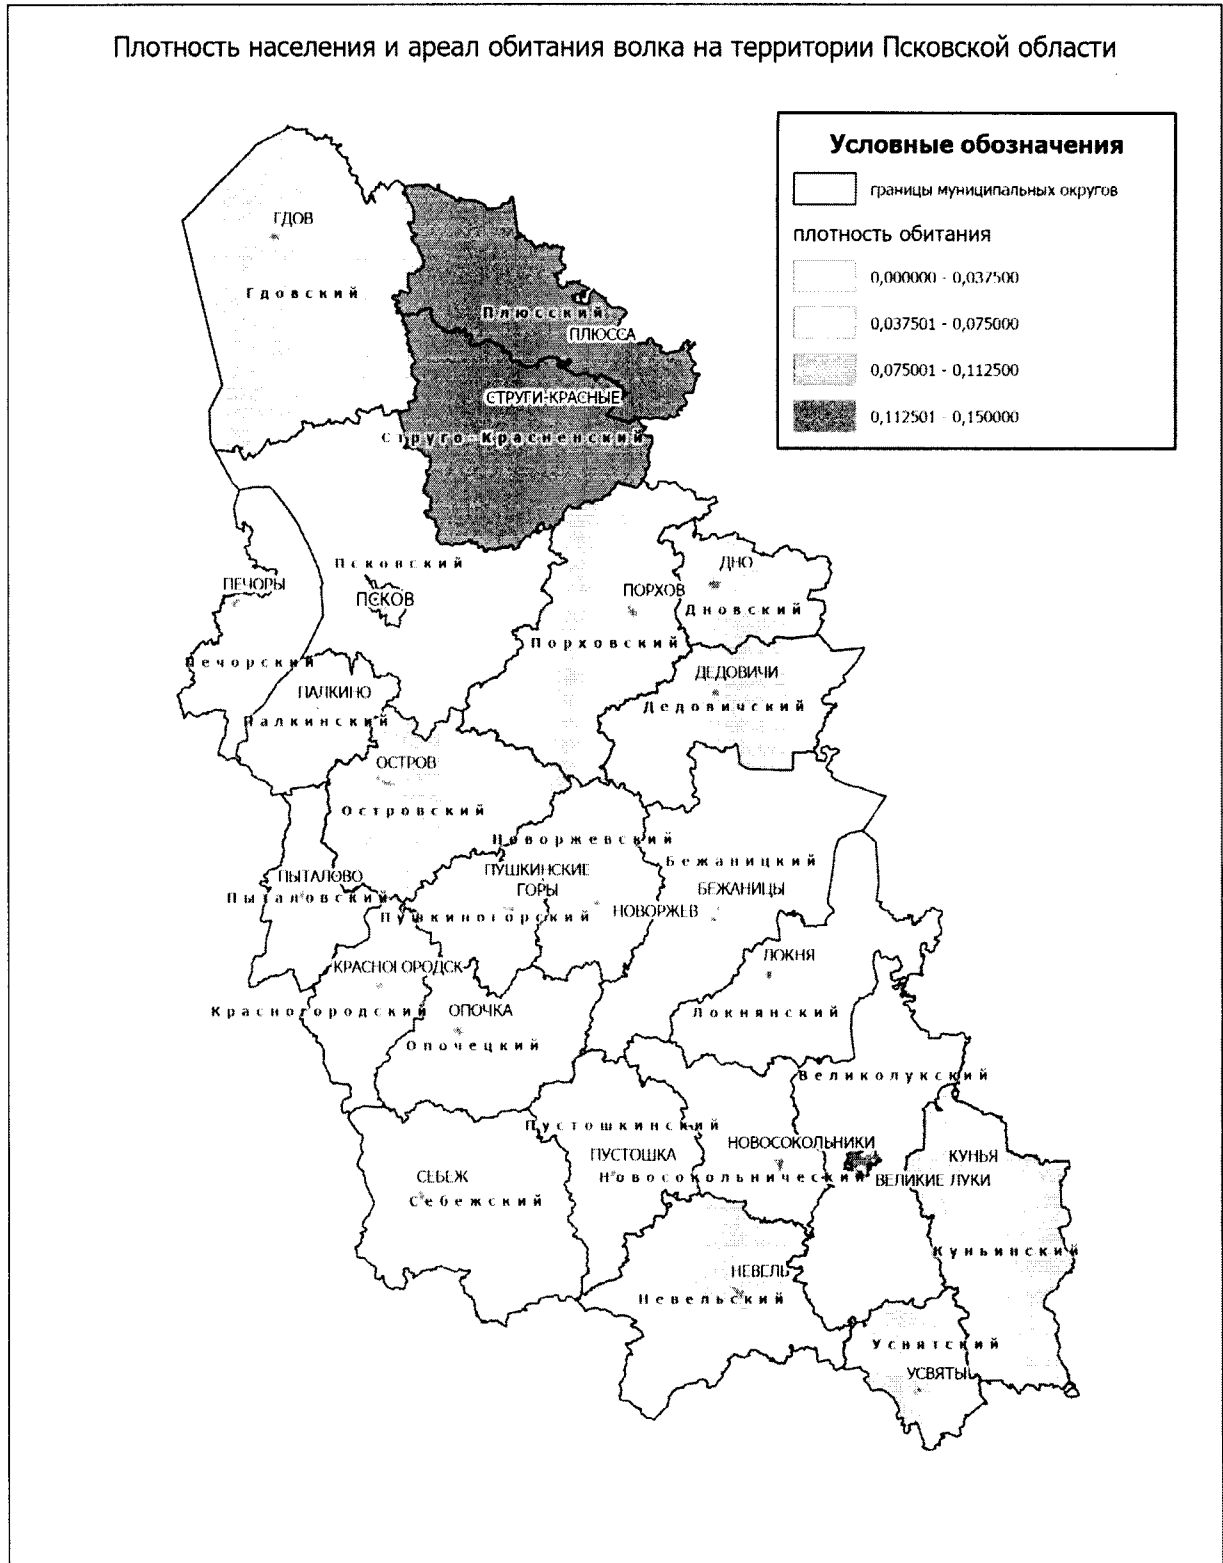 Плотность населения и ареал обитания волка на территории Псковской области
Условные обозначения
границы муниципальных округов
плотность обитания
0,000000 - 0,037500
0,037501 - 0,075000
0,075001 - 0,112500
0,112501 - 0,150000
ГДОВ
Гдовский
Плюсский
ПЛЮССА
СТРУГИ-КРАСНЫЕ
Струго-Красненский
Псковский
ПСКОВ
ПЕЧОРЫ
Печорский
ПОРХОВ
Порховский
ДНО
Дновский
ДЕДОВИЧИ
Дедовичский
ПАЛКИНО
Палкинский
ОСТРОВ
Островский
Новоржевский
Бежаницкий
БЕЖАНИЦЫ
ПУШКИНСКИЕ
ГОРЫ
Пушкиногорский
НОВОРЖЕВ
ПЫТАЛОВО
Пыталовский
КРАСНОГОРОДСК
Красногородский
ОПОЧКА
Опочецкий
ЛОКНЯ
Локнянский
Великолукский
Пустошкинский
ПУСТОШКА
НОВОСОКОЛЬНИКИ
Новосокольнический
ВЕЛИКИЕ ЛУКИ
КУНЬЯ
Куньинский
СЕБЕЖ
Себежский
НЕВЕЛЬ
Невельский
Усвятский
УСВЯТЫ